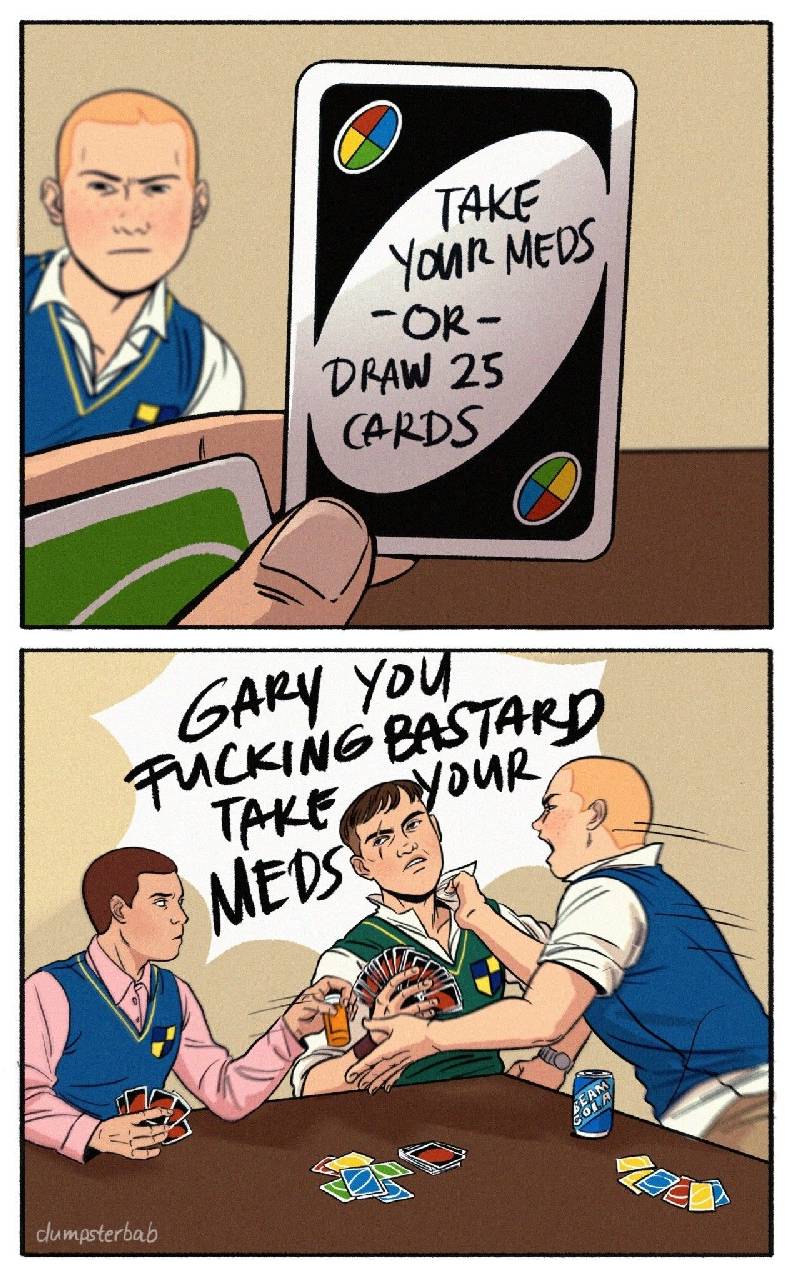 TAKE
YOUR MEDS
-OR-
DRAW 25
CARDS
GARY YOU
FUCKING BASTARD
TAKE YOUR
MEDS
BEAM
COLA
dumpsterbab